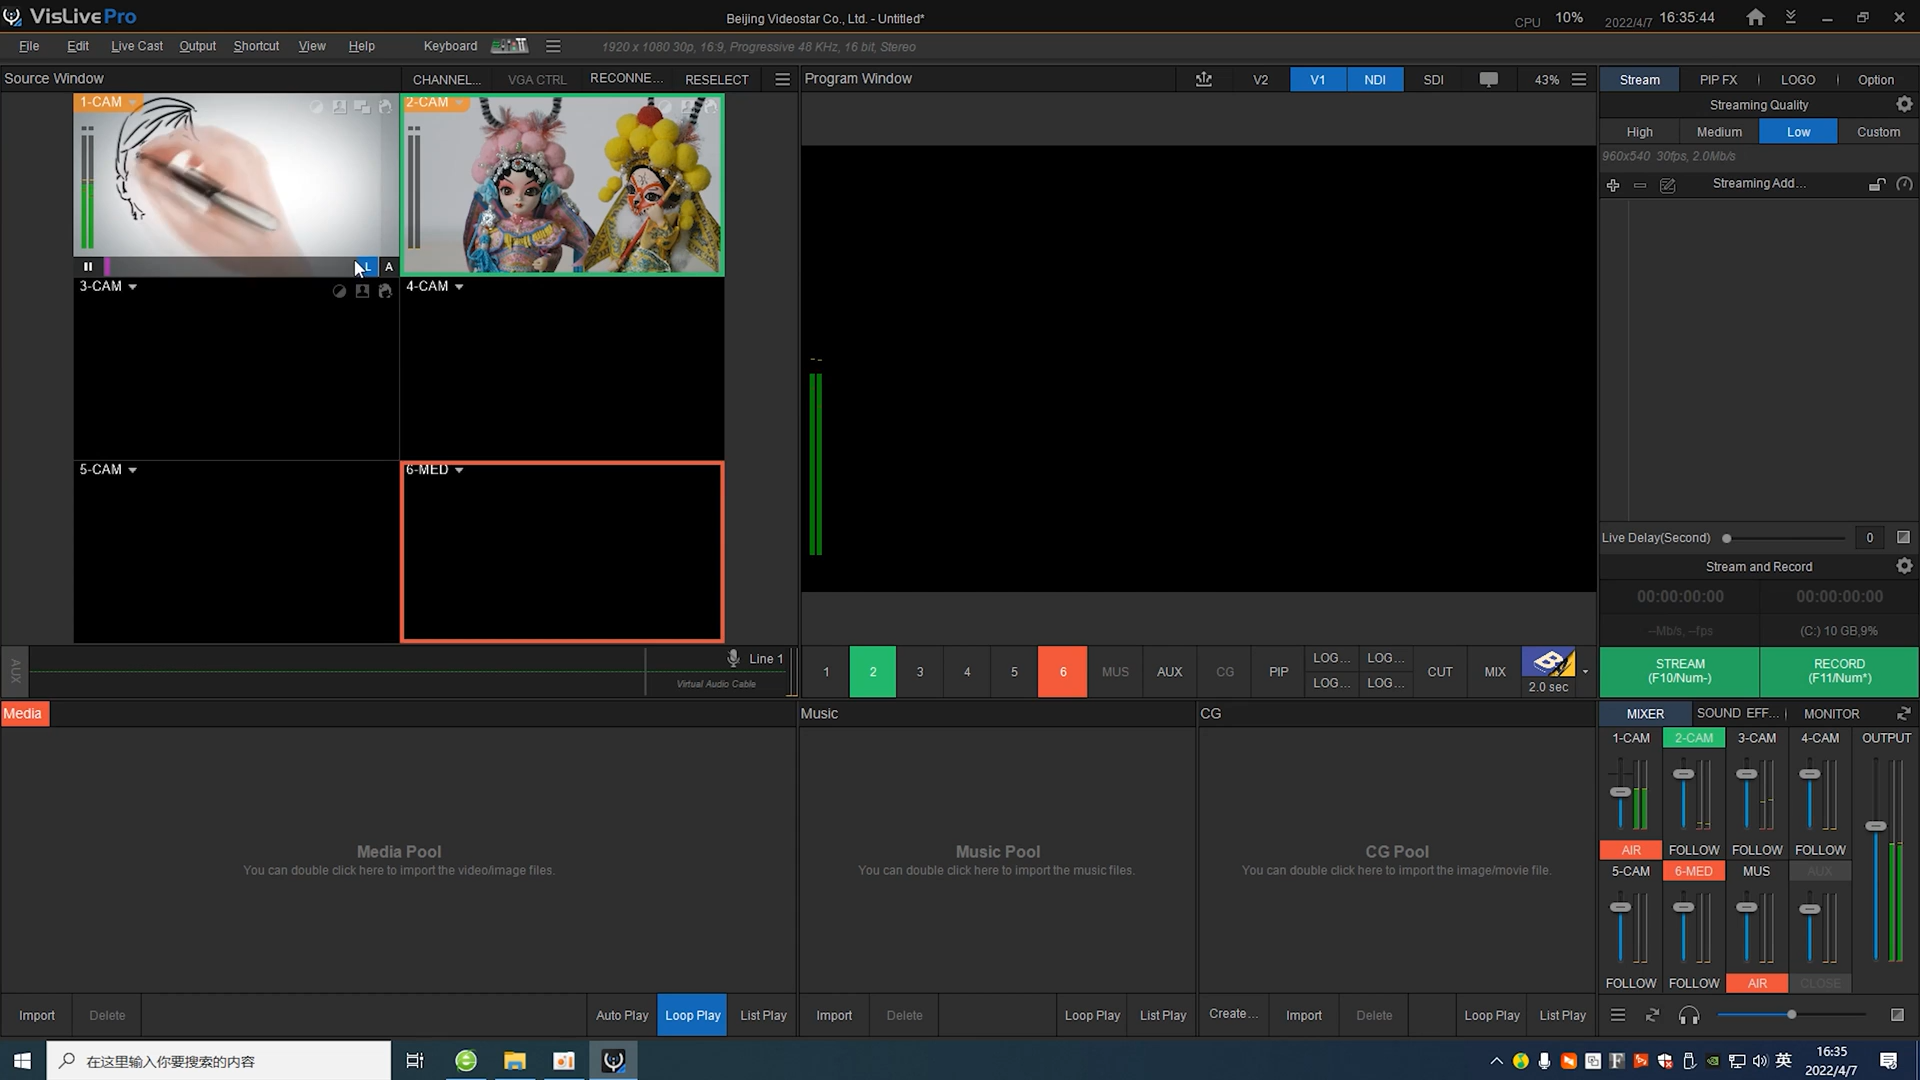 VisLive Pro
Beijing Videostar Co., Ltd. - Untitled*
CPU 10% 2022/4/7 16:35:44
File Edit Live Cast Output Shortcut View Help Keyboard
1920 x 1080 30p, 16:9, Progressive 48 KHz, 16 bit, Stereo
Source Window CHANNEL... VGA CTRL RECONNE... RESELECT
Program Window V2 V1 NDI SDI 43%
Stream PIP FX LOGO Option
Streaming Quality
High Medium Low Custom
960x540 30fps, 2.0Mb/s
Streaming Add...
1-CAM
2-CAM
L A
3-CAM
4-CAM
5-CAM
6-MED
--
Live Delay(Second) 0
Stream and Record
00:00:00:00 00:00:00:00
--Mb/s, --fps (C:) 10 GB,9%
STREAM
(F10/Num-)
RECORD
(F11/Num*)
AUX
Line 1
Virtual Audio Cable
1 2 3 4 5 6 MUS AUX CG PIP
LOG... LOG...
LOG... LOG...
CUT MIX
B
2.0 sec
Media
Music
CG
Media Pool
You can double click here to import the video/image files.
Music Pool
You can double click here to import the music files.
CG Pool
You can double click here to import the image/movie file.
MIXER SOUND EFF... MONITOR
1-CAM 2-CAM 3-CAM 4-CAM OUTPUT
AIR FOLLOW FOLLOW FOLLOW
5-CAM 6-MED MUS AUX
FOLLOW FOLLOW AIR CLOSE
Import Delete Auto Play Loop Play List Play
Import Delete Loop Play List Play
Create... Import Delete Loop Play List Play
在这里输入你要搜索的内容
英
16:35
2022/4/7